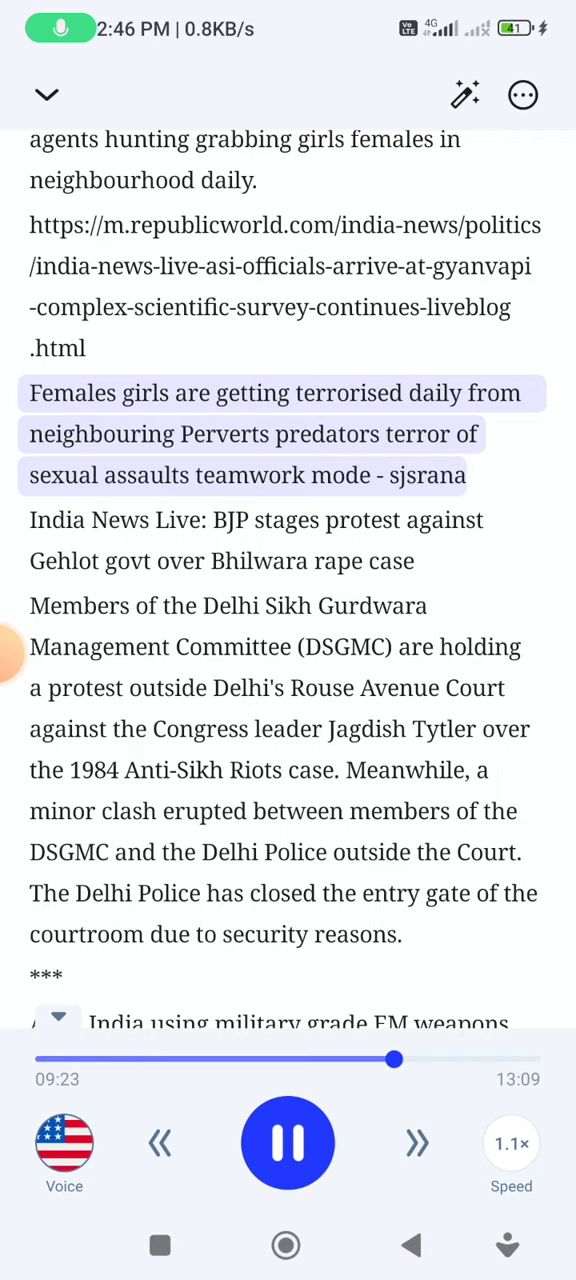 2:46 PM | 0.8KB/s
Vo LTE
4G
41
agents hunting grabbing girls females in
neighbourhood daily.
https://m.republicworld.com/india-news/politics
/india-news-live-asi-officials-arrive-at-gyanvapi
-complex-scientific-survey-continues-liveblog
.html
Females girls are getting terrorised daily from
neighbouring Perverts predators terror of
sexual assaults teamwork mode - sjsrana
India News Live: BJP stages protest against
Gehlot govt over Bhilwara rape case
Members of the Delhi Sikh Gurdwara
Management Committee (DSGMC) are holding
a protest outside Delhi's Rouse Avenue Court
against the Congress leader Jagdish Tytler over
the 1984 Anti-Sikh Riots case. Meanwhile, a
minor clash erupted between members of the
DSGMC and the Delhi Police outside the Court.
The Delhi Police has closed the entry gate of the
courtroom due to security reasons.
***
India using military grade EM weapons
09:23
13:09
1.1×
Voice
Speed